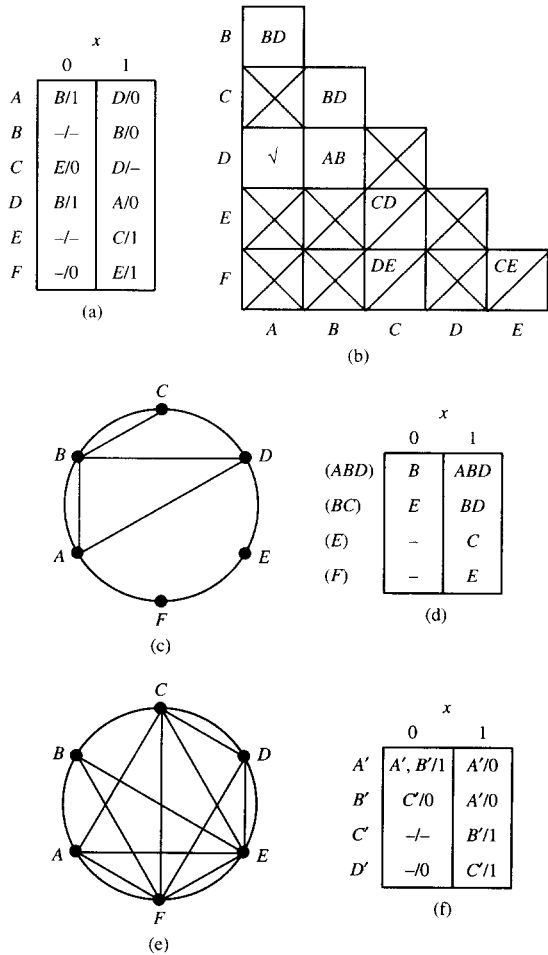 x
0 1
A B/1 D/0
B –/– B/0
C E/0 D/–
D B/1 A/0
E –/– C/1
F –/0 E/1
(a)
B BD
C BD
D √ AB
E CD
F DE CE
A B C D E
(b)
C
B D
A E
F
(c)
x
0 1
(ABD) B ABD
(BC) E BD
(E) – C
(F) – E
(d)
C
B D
A E
F
(e)
x
0 1
A' A', B'/1 A'/0
B' C'/0 A'/0
C' –/– B'/1
D' –/0 C'/1
(f)